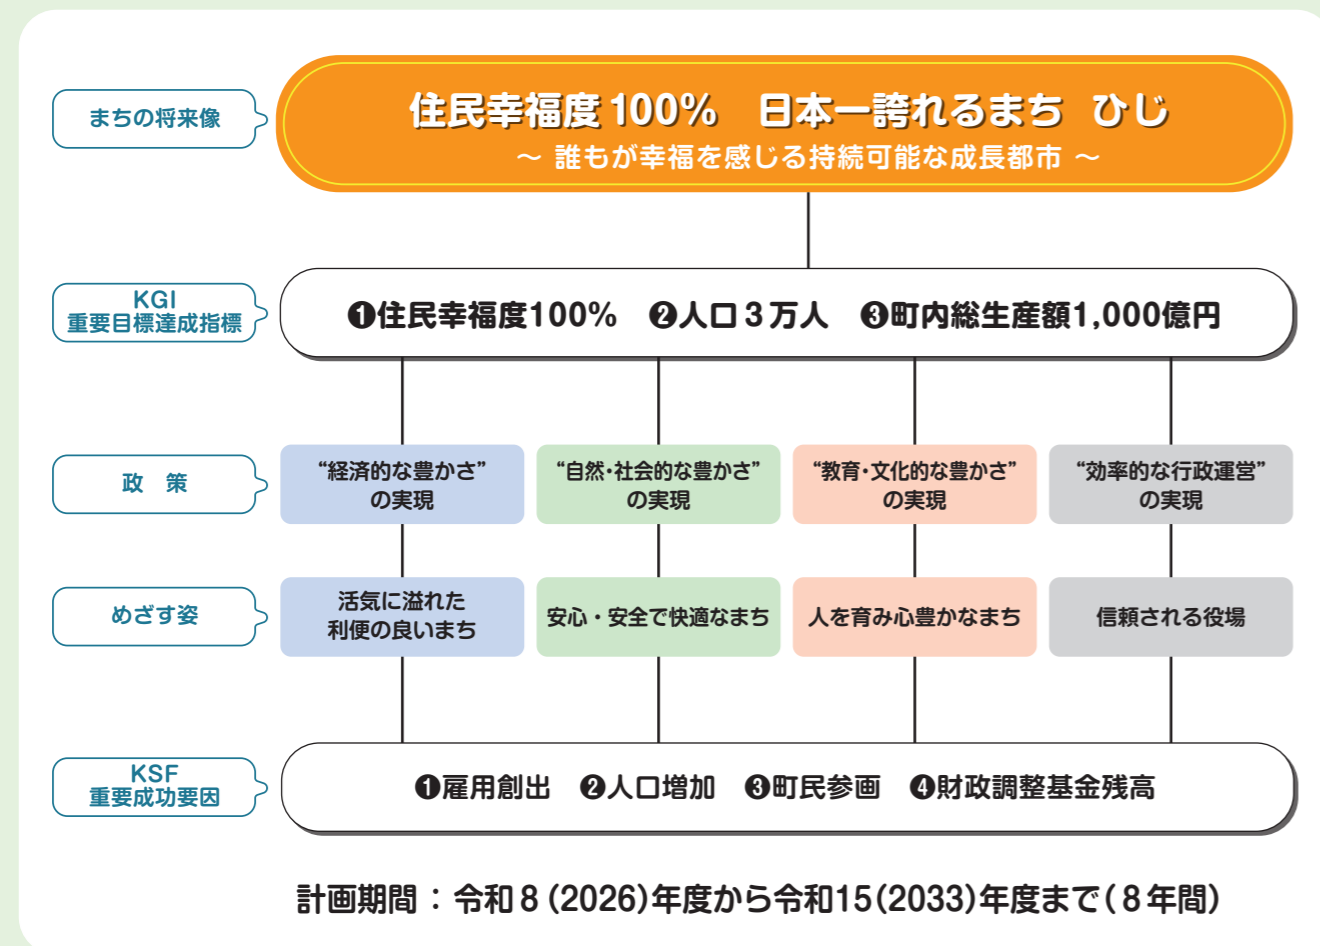 まちの将来像
住民幸福度100%　日本一誇れるまち ひじ
～ 誰もが幸福を感じる持続可能な成長都市 ～
KGI
重要目標達成指標
❶住民幸福度100%　❷人口３万人　❸町内総生産額1,000億円
政　策
“経済的な豊かさ”
の実現
“自然・社会的な豊かさ”
の実現
“教育・文化的な豊かさ”
の実現
“効率的な行政運営”
の実現
めざす姿
活気に溢れた
利便の良いまち
安心・安全で快適なまち
人を育み心豊かなまち
信頼される役場
KSF
重要成功要因
❶雇用創出　❷人口増加　❸町民参画　❹財政調整基金残高
計画期間：令和８(2026)年度から令和15(2033)年度まで(８年間)